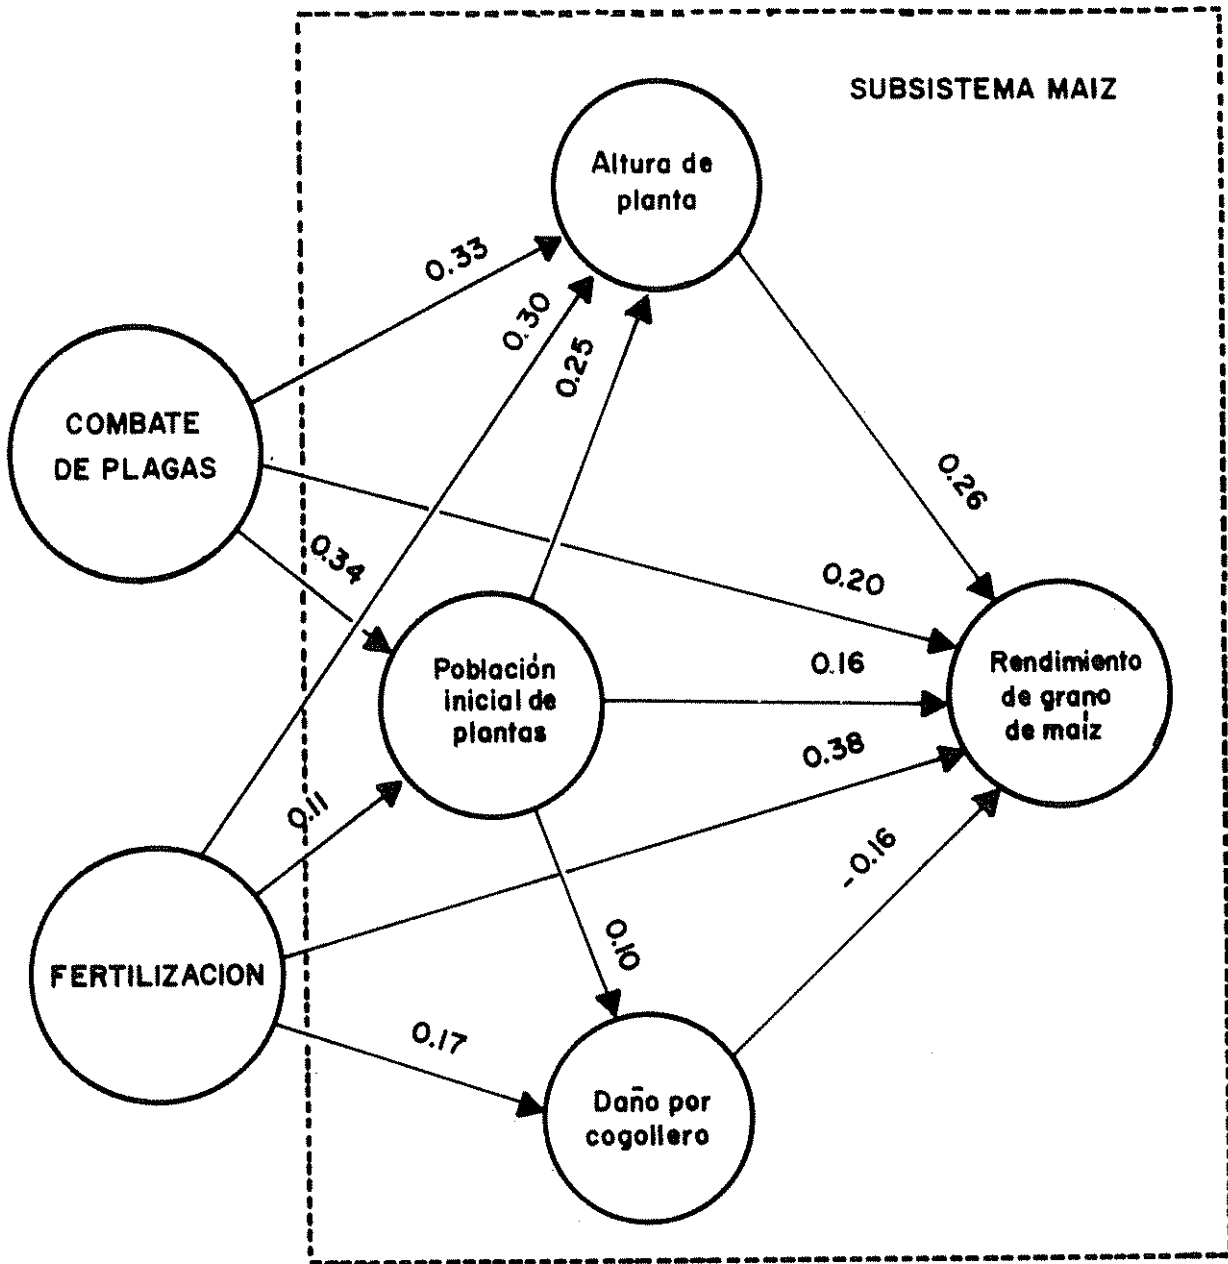 SUBSISTEMA MAIZ
Altura de
planta
0.33
0.30
0.25
COMBATE
DE PLAGAS
0.26
0.34
0.20
Población
inicial de
plantas
0.16
Rendimiento
de grano
de maíz
0.38
0.11
-0.16
0.10
FERTILIZACION
0.17
Daño por
cogollero